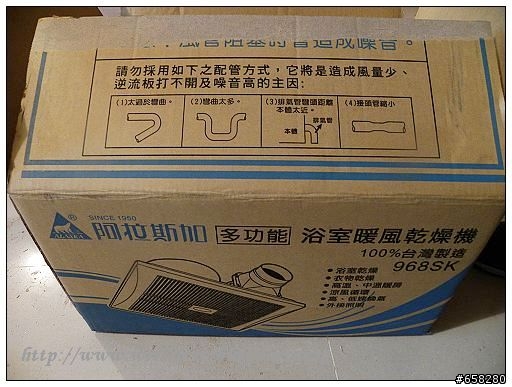 風管阻塞時會造成噪音。
請勿採用如下之配管方式，它將是造成風量少、
逆流板打不開及噪音高的主因:
(1)太過於彎曲。
(2)彎曲太多。
(3)排氣管彎頭距離
本體太近。
(4)接頭管縮小
排氣管
本體
SINCE 1950
®
ALASKA
阿拉斯加
®
多功能
浴室暖風乾燥機
100%台灣製造
968SK
•浴室乾燥
•衣物乾燥
•高溫、中溫暖房
•涼風循環
•高、低速換氣
•外接照明
http://www
#658280